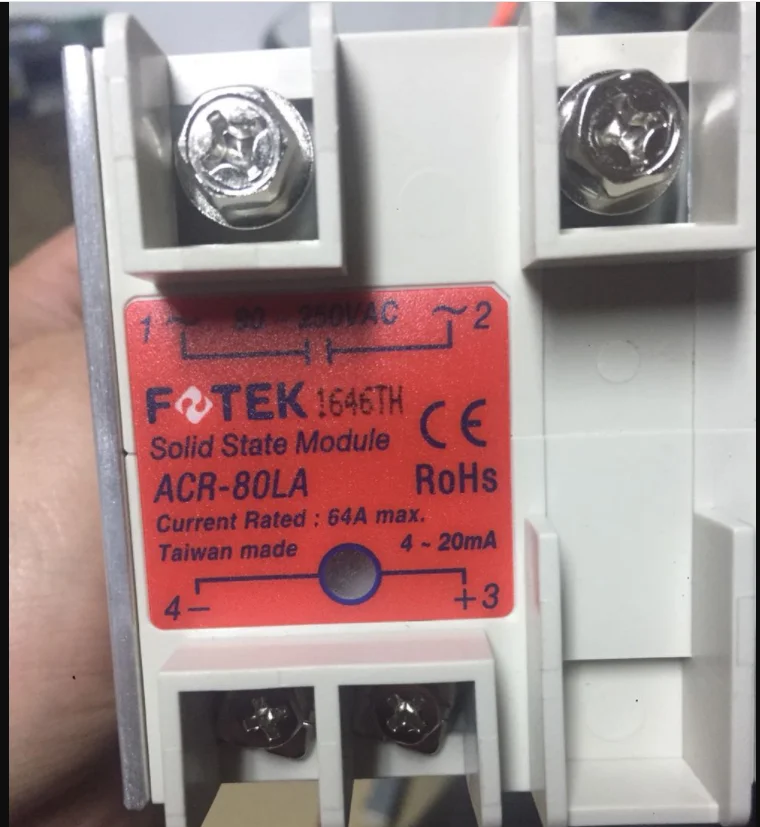 1 ~ 90 250VAC ~ 2
FOTEK 1646TH
CE
Solid State Module
ACR-80LA RoHs
Current Rated : 64A max.
Taiwan made 4 ~ 20mA
4 – + 3